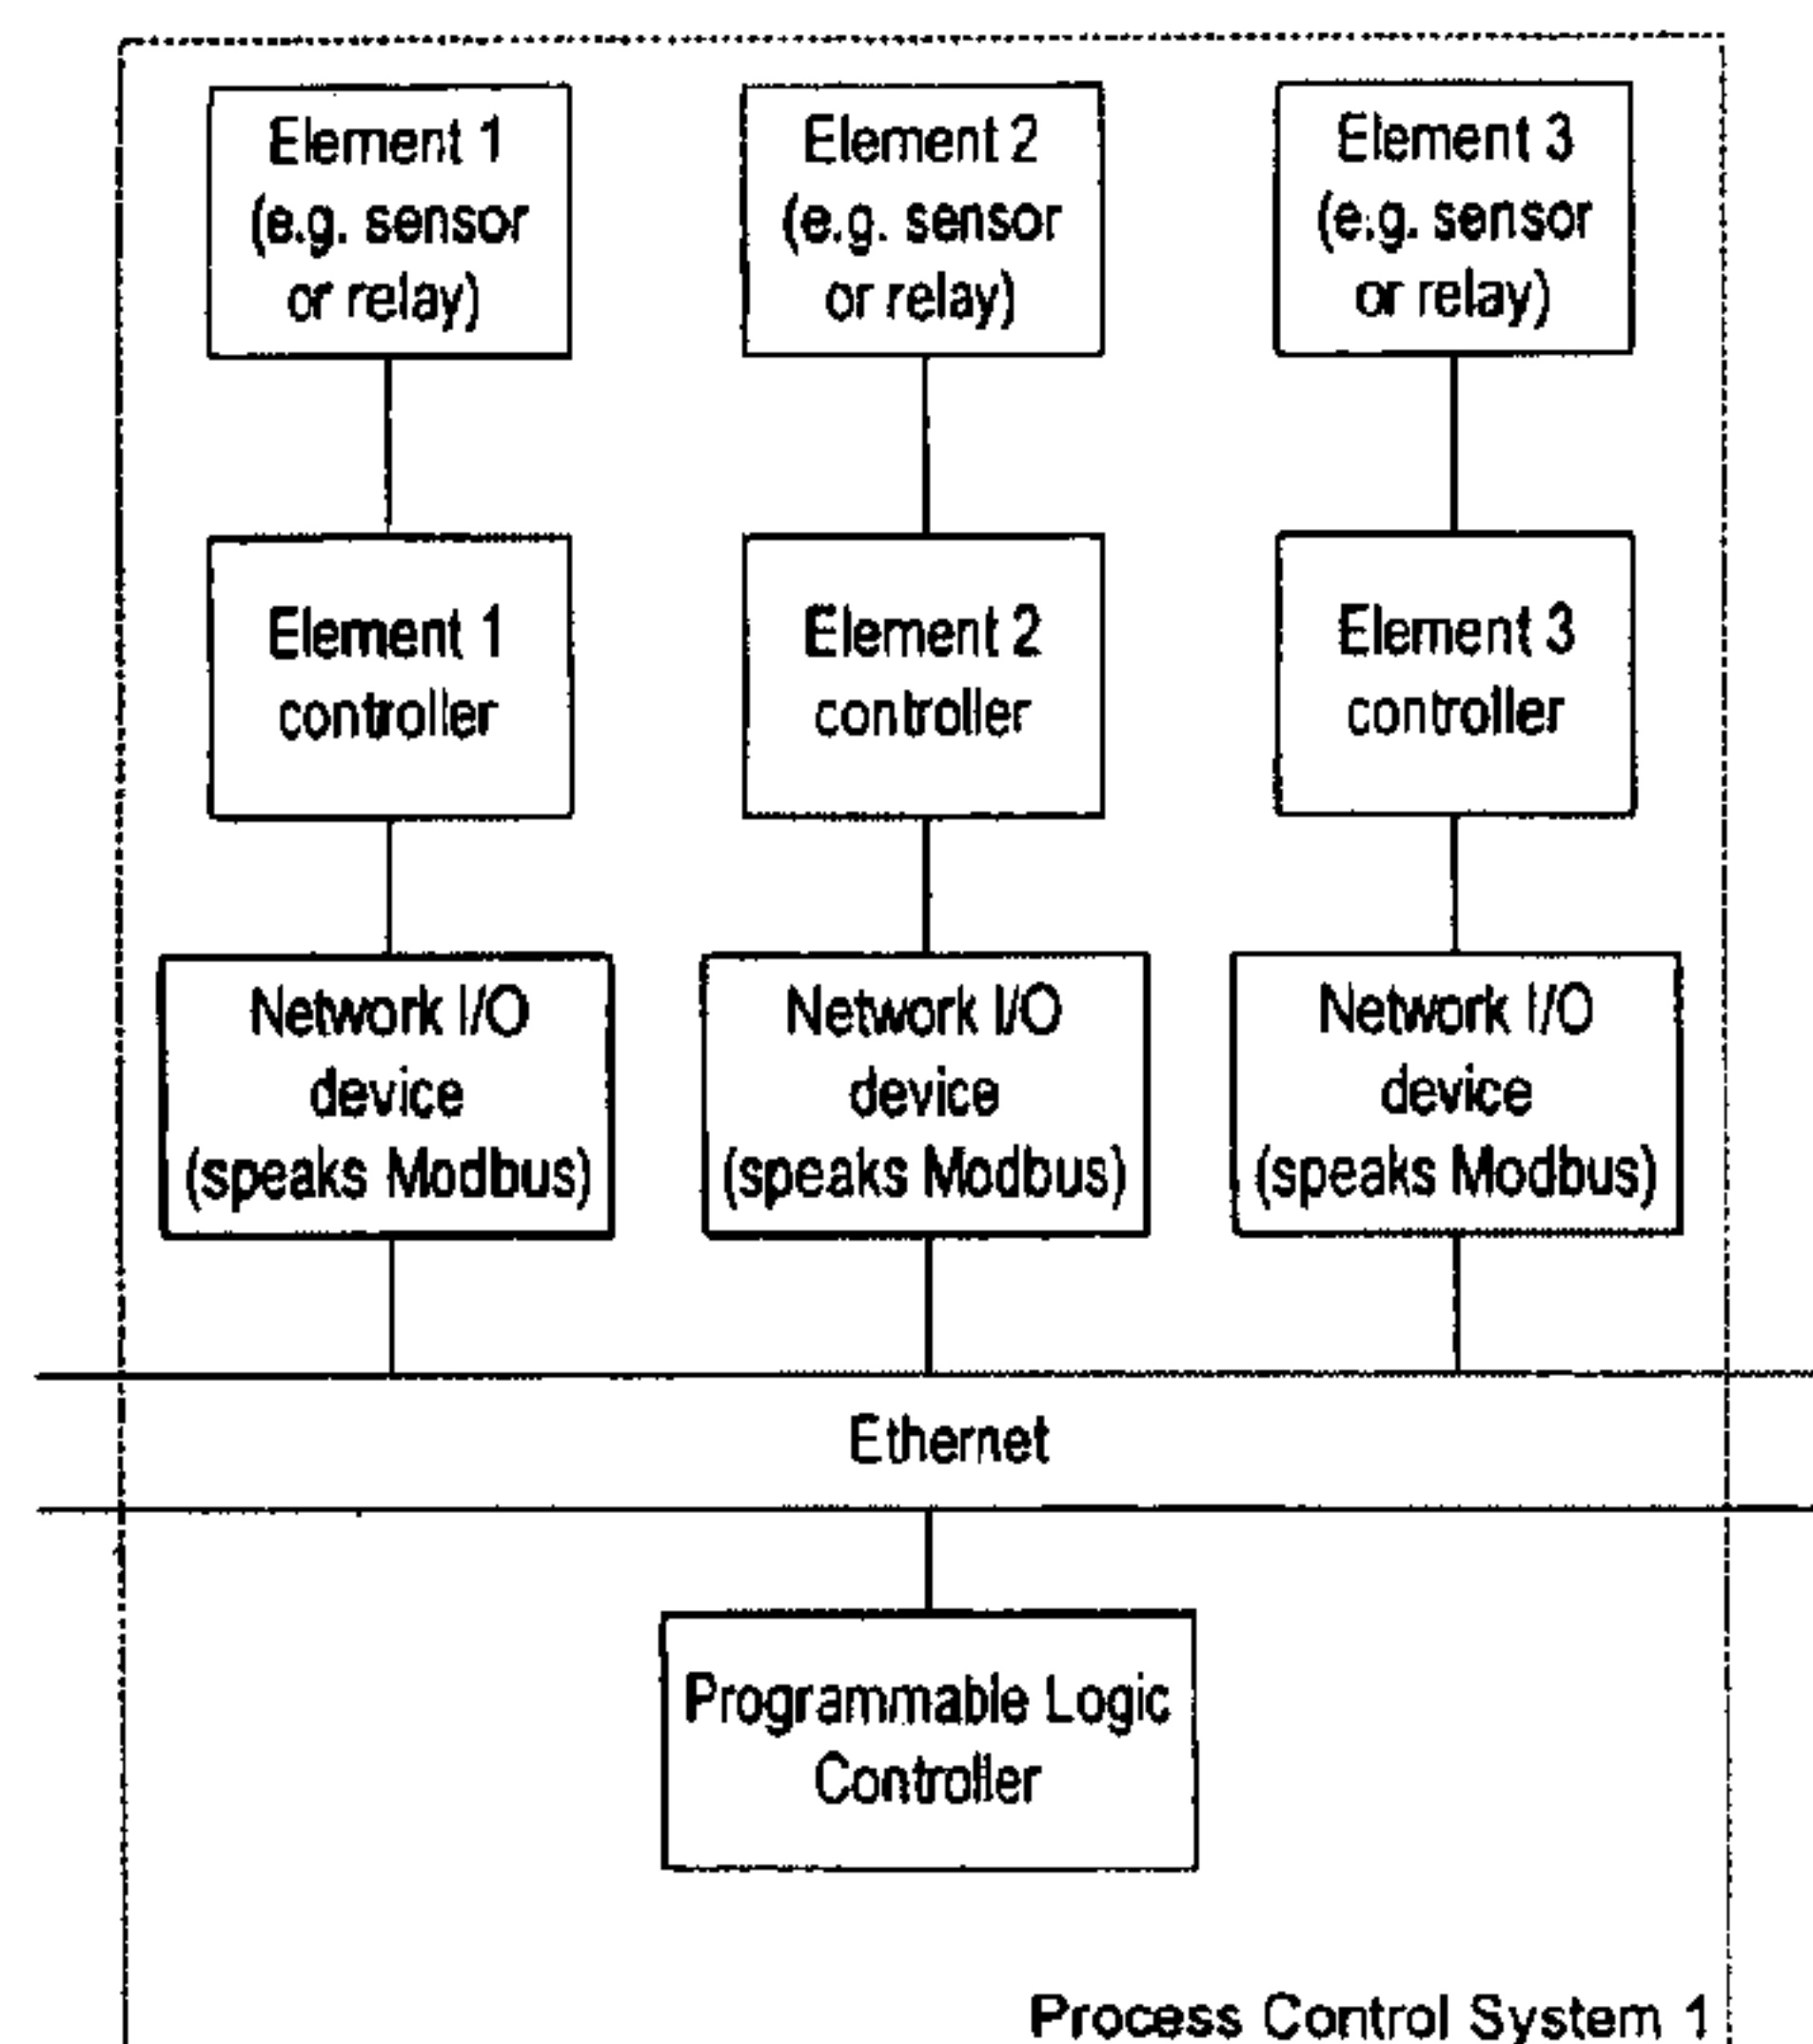 Element 1
(e.g. sensor
or relay)
Element 2
(e.g. sensor
or relay)
Element 3
(e.g. sensor
or relay)
Element 1
controller
Element 2
controller
Element 3
controller
Network I/O
device
(speaks Modbus)
Network I/O
device
(speaks Modbus)
Network I/O
device
(speaks Modbus)
Ethernet
Programmable Logic
Controller
Process Control System 1